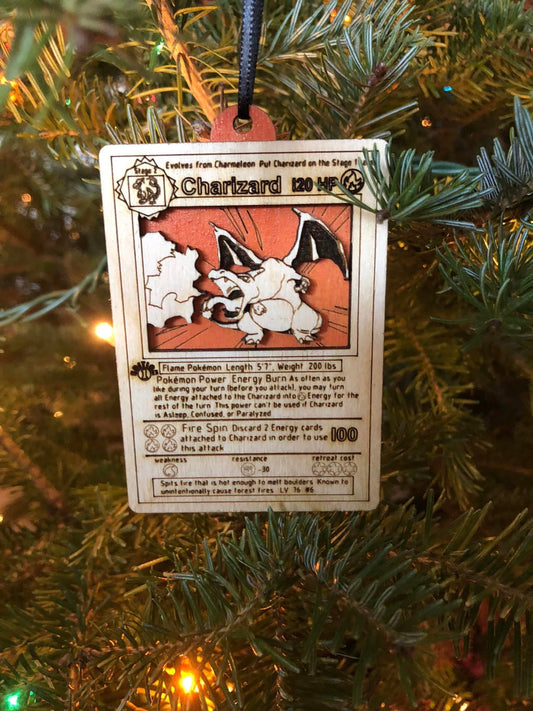 Stage 2
Evolves from Charmeleon Put Charizard on the Stage 1
Charizard 120 HP
Flame Pokémon Length 5'7", Weight 200 lbs
Pokémon Power Energy Burn As often as you
like during your turn (before you attack), you may turn
all Energy attached to Charizard into Energy for the
rest of the turn This power can't be used if Charizard
is Asleep, Confused, or Paralyzed
Fire Spin Discard 2 Energy cards
attached to Charizard in order to use 100
this attack
weakness resistance retreat cost
-30
Spits fire that is hot enough to melt boulders Known to
unintentionally cause forest fires LV 76 #6